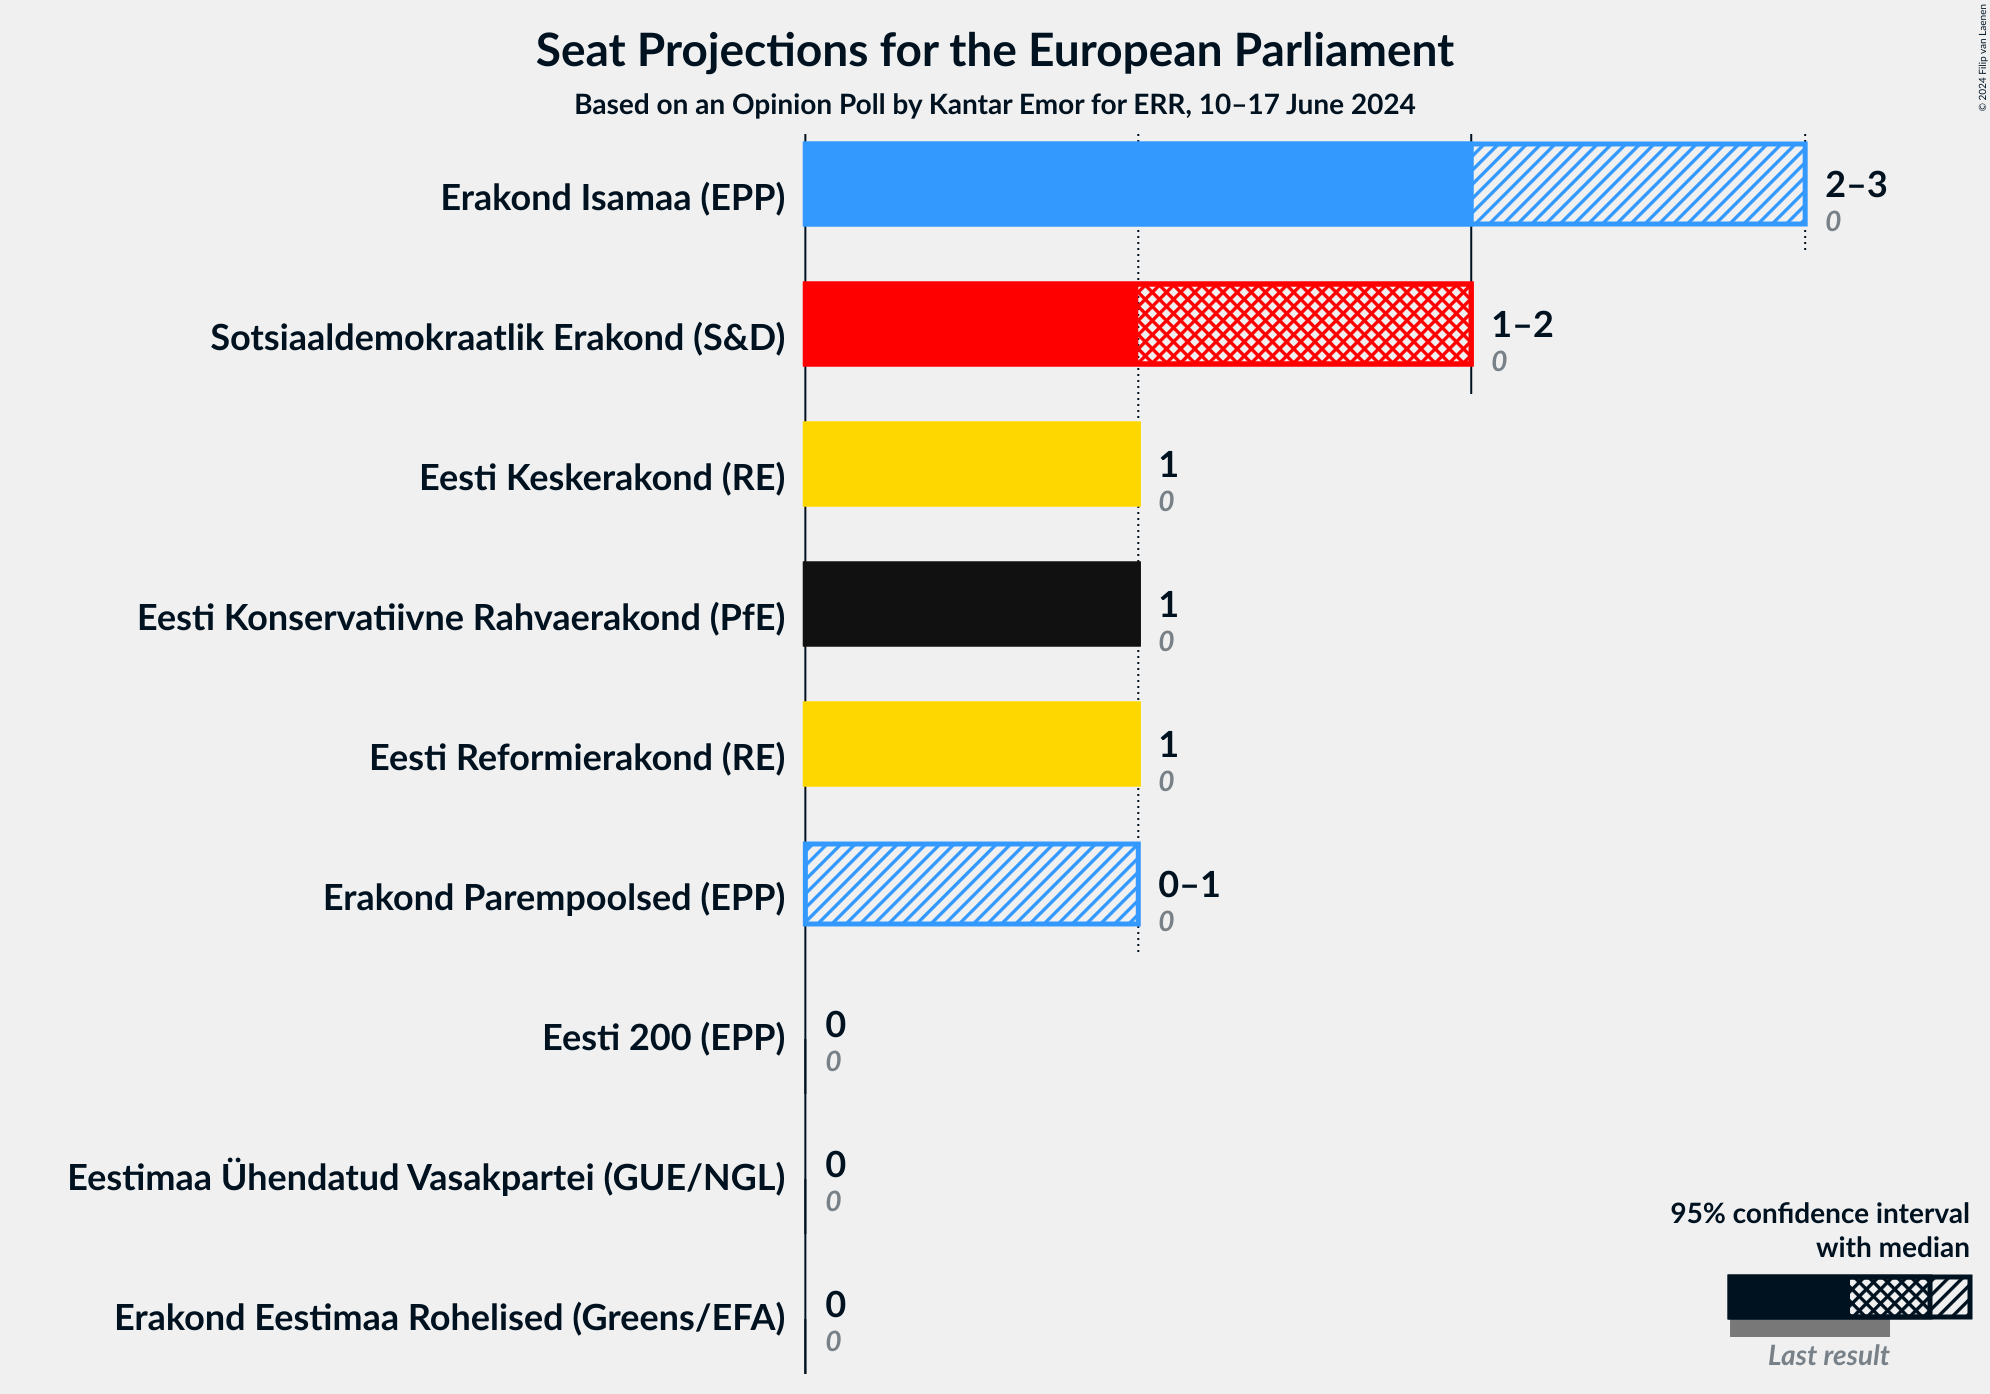 Seat Projections for the European Parliament
Based on an Opinion Poll by Kantar Emor for ERR, 10–17 June 2024
© 2024 Filip van Laenen
Erakond Isamaa (EPP)
2–3
0
Sotsiaaldemokraatlik Erakond (S&D)
1–2
0
Eesti Keskerakond (RE)
1
0
Eesti Konservatiivne Rahvaerakond (PfE)
1
0
Eesti Reformierakond (RE)
1
0
Erakond Parempoolsed (EPP)
0–1
0
Eesti 200 (EPP)
0
0
Eestimaa Ühendatud Vasakpartei (GUE/NGL)
0
0
Erakond Eestimaa Rohelised (Greens/EFA)
0
0
95% confidence interval
with median
Last result